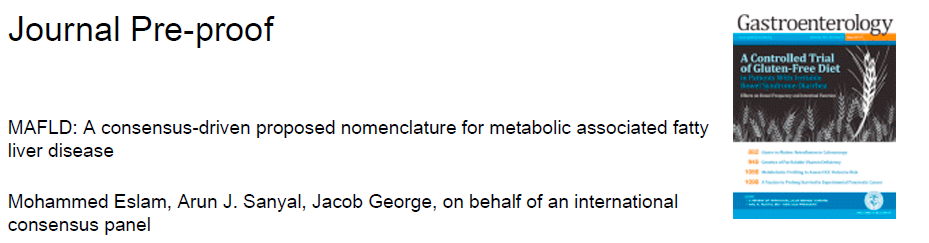 Journal Pre-proof
Gastroenterology
A Controlled Trial
of Gluten-Free Diet
in Patients With Irritable
Bowel Syndrome-Diarrhea
MAFLD: A consensus-driven proposed nomenclature for metabolic associated fatty
liver disease
Mohammed Eslam, Arun J. Sanyal, Jacob George, on behalf of an international
consensus panel